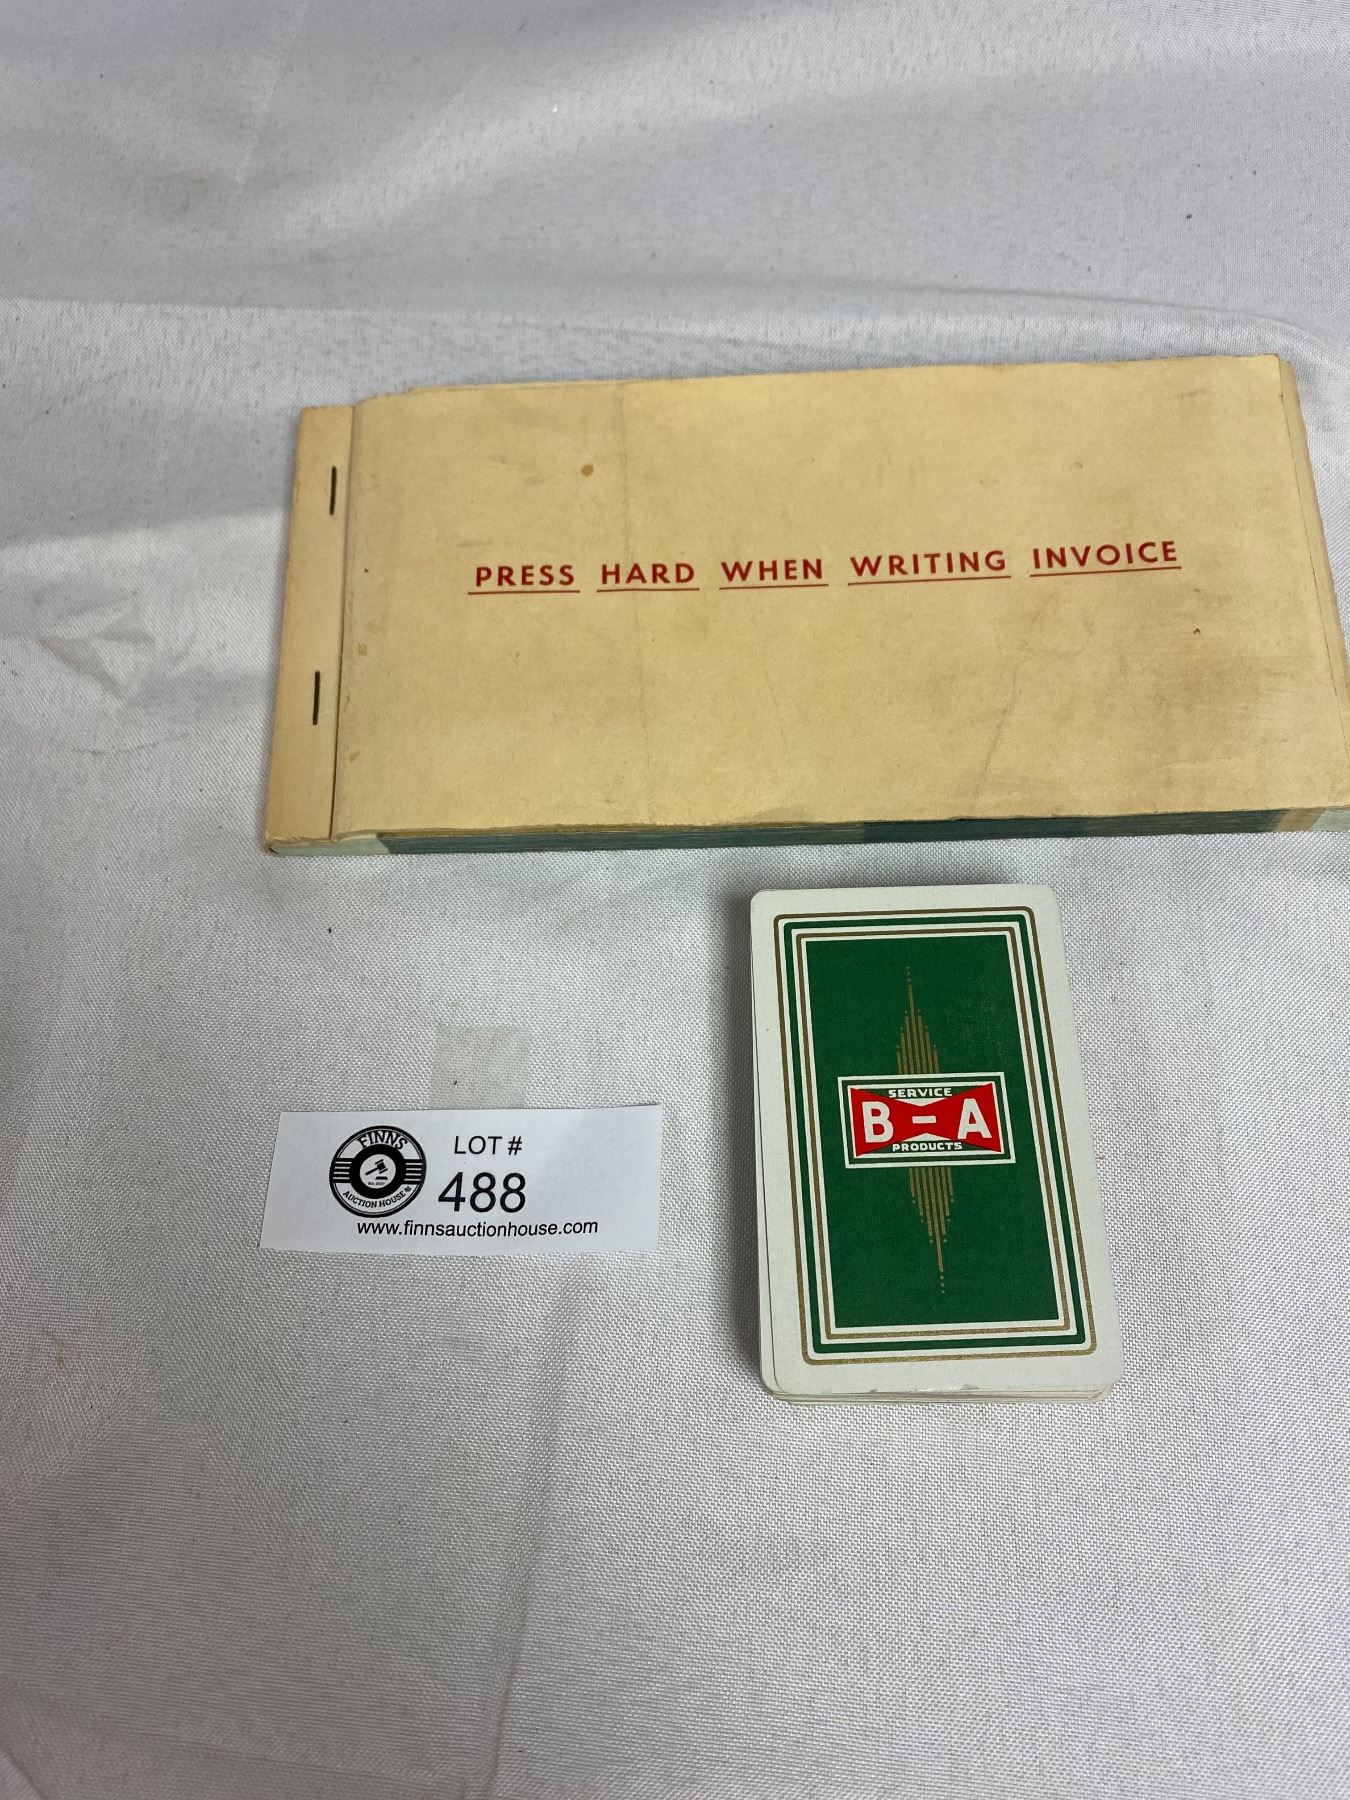 PRESS HARD WHEN WRITING INVOICE
SERVICE
B-A
PRODUCTS
FINNS
AUCTION HOUSE
LOT #
488
www.finnsauctionhouse.com